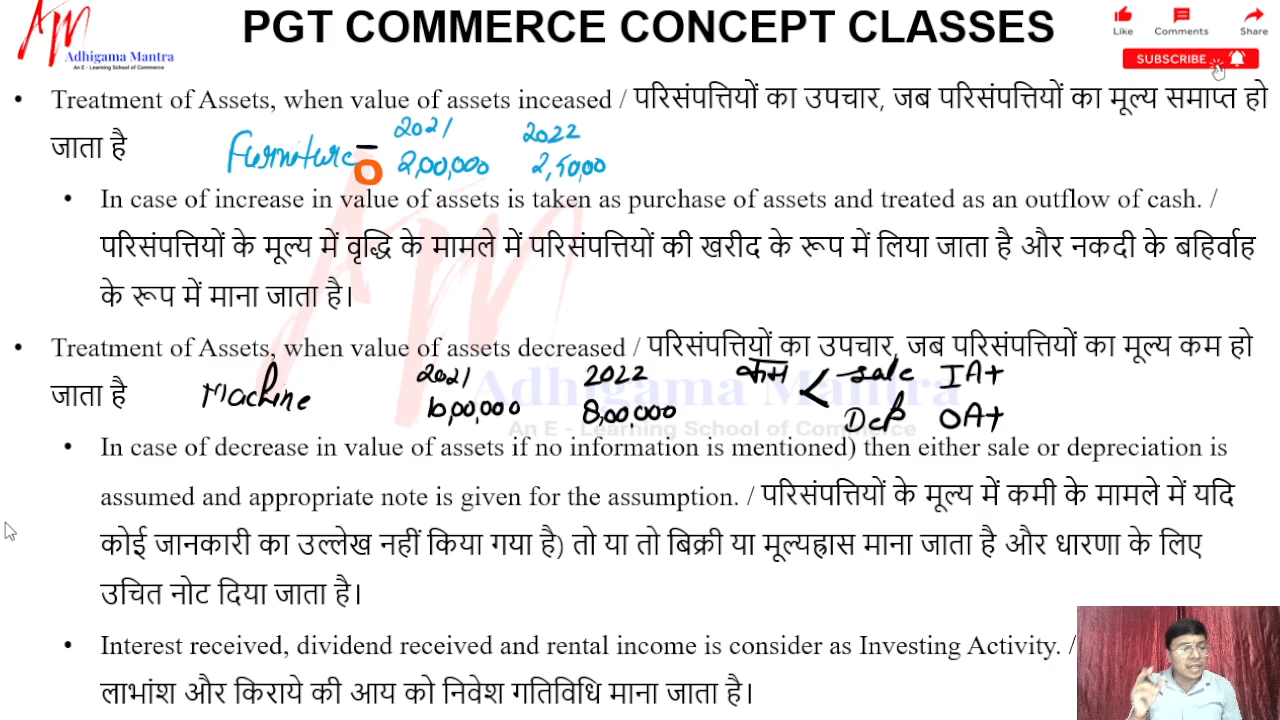 PGT COMMERCE CONCEPT CLASSES
Adhigama Mantra
An E - Learning School of Commerce
Like Comments Share
SUBSCRIBE
• Treatment of Assets, when value of assets inceased / परिसंपत्तियों का उपचार, जब परिसंपत्तियों का मूल्य समाप्त हो
2021 2022
जाता है Furniture 2,00,000 2,50,00
• In case of increase in value of assets is taken as purchase of assets and treated as an outflow of cash. /
परिसंपत्तियों के मूल्य में वृद्धि के मामले में परिसंपत्तियों की खरीद के रूप में लिया जाता है और नकदी के बहिर्वाह
के रूप में माना जाता है।
• Treatment of Assets, when value of assets decreased / परिसंपत्तियों का उपचार, जब परिसंपत्तियों का मूल्य कम हो
2021 2022 कम < sale IA+
जाता है Machine 10,00,000 8,00,000 Dep OA+
Adhigama Mantra
An E - Learning School of Commerce
• In case of decrease in value of assets if no information is mentioned) then either sale or depreciation is
assumed and appropriate note is given for the assumption. / परिसंपत्तियों के मूल्य में कमी के मामले में यदि
कोई जानकारी का उल्लेख नहीं किया गया है) तो या तो बिक्री या मूल्यह्रास माना जाता है और धारणा के लिए
उचित नोट दिया जाता है।
• Interest received, dividend received and rental income is consider as Investing Activity. /
लाभांश और किराये की आय को निवेश गतिविधि माना जाता है।